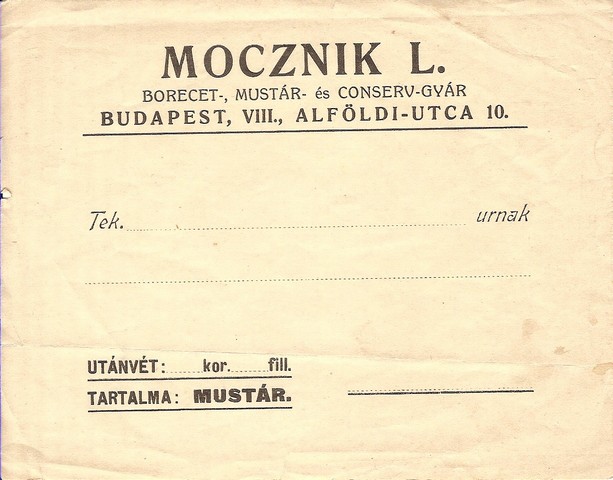 MOCZNIK L.
BORECET-, MUSTÁR- és CONSERV-GYÁR
BUDAPEST, VIII., ALFÖLDI-UTCA 10.
Tek. urnak
UTÁNVÉT: kor. fill.
TARTALMA: MUSTÁR.